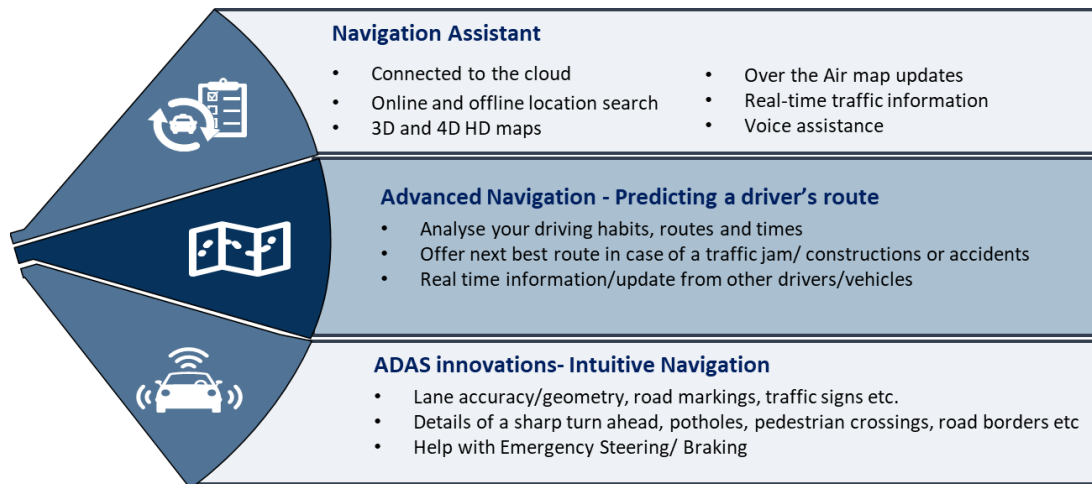 Navigation Assistant
• Connected to the cloud
• Online and offline location search
• 3D and 4D HD maps
• Over the Air map updates
• Real-time traffic information
• Voice assistance
Advanced Navigation - Predicting a driver's route
• Analyse your driving habits, routes and times
• Offer next best route in case of a traffic jam/ constructions or accidents
• Real time information/update from other drivers/vehicles
ADAS innovations- Intuitive Navigation
• Lane accuracy/geometry, road markings, traffic signs etc.
• Details of a sharp turn ahead, potholes, pedestrian crossings, road borders etc
• Help with Emergency Steering/ Braking